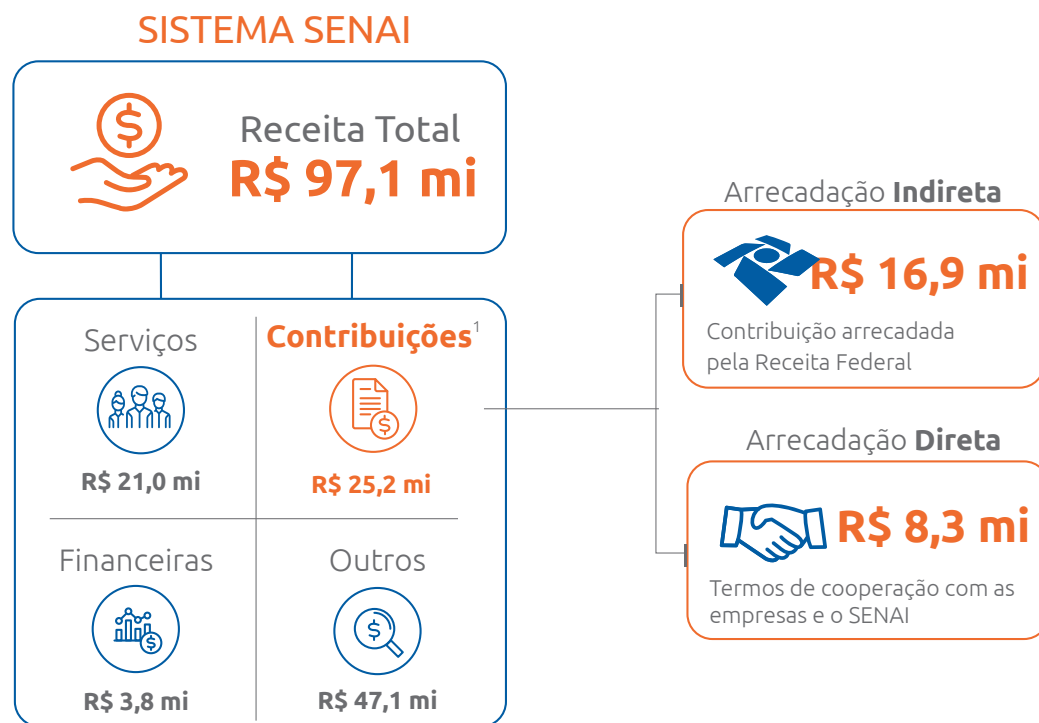 SISTEMA SENAI
Receita Total
R$ 97,1 mi
Serviços
R$ 21,0 mi
Contribuições¹
R$ 25,2 mi
Financeiras
R$ 3,8 mi
Outros
R$ 47,1 mi
Arrecadação Indireta
R$ 16,9 mi
Contribuição arrecadada
pela Receita Federal
Arrecadação Direta
R$ 8,3 mi
Termos de cooperação com as
empresas e o SENAI